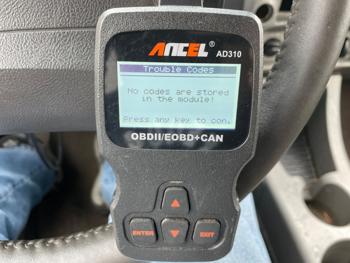 ANCEL®
AD310
Trouble Codes
No codes are stored
in the module!
Press any key to con.
OBDII/EOBD+CAN
ENTER
EXIT